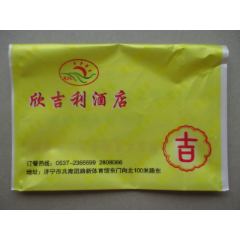 欣吉利酒店
吉
订餐热线: 0537-2365599 2808066
地址: 济宁市共青团路新体育馆东门向北100米路东